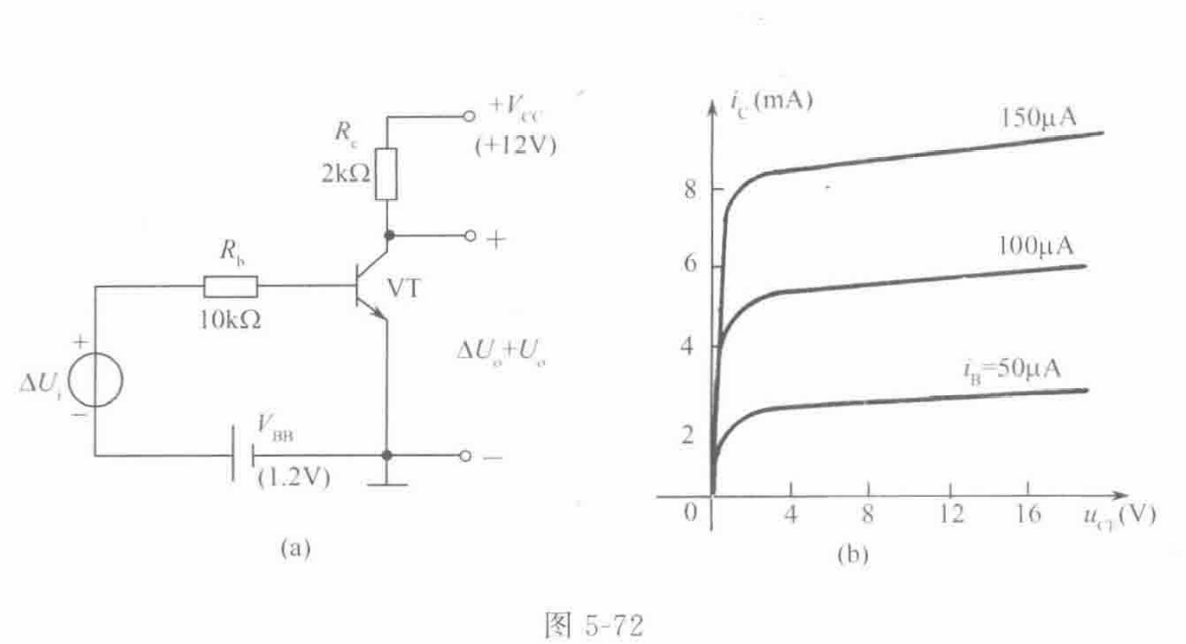 +V_CC
(+12V)
R_c
2kΩ
+
R_b
10kΩ
VT
+
ΔU_i
−
ΔU_o+U_o
V_BB
(1.2V)
−
(a)
i_C(mA)
150μA
8
100μA
6
4
i_B=50μA
2
0 4 8 12 16 u_CE(V)
(b)
图 5-72